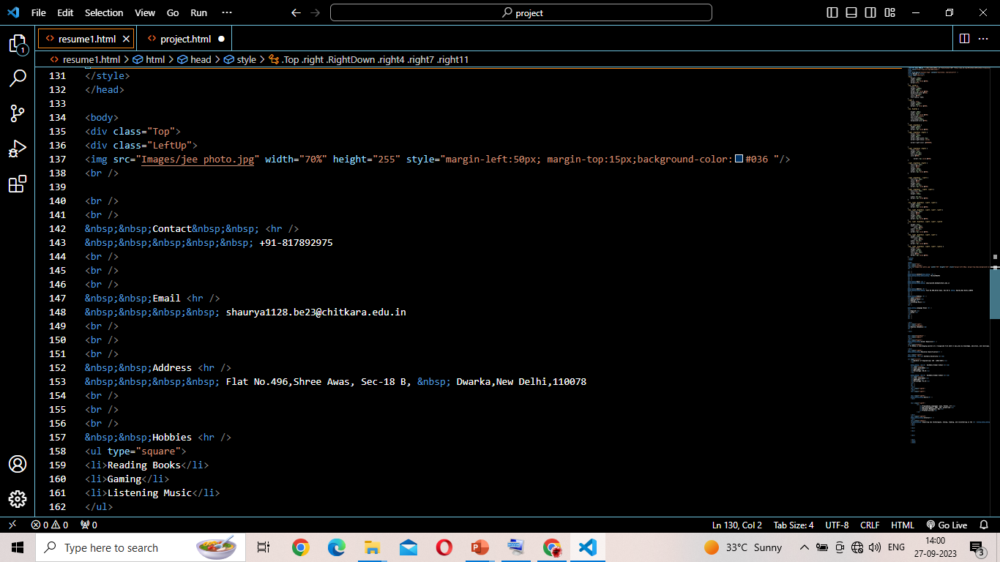 File Edit Selection View Go Run ··· project
resume1.html project.html
resume1.html > html > head > style > .Top .right .RightDown .right4 .right7 .right11
131 </style>
132 </head>
133
134 <body>
135 <div class="Top">
136 <div class="LeftUp">
137 <img src="Images/jee photo.jpg" width="70%" height="255" style="margin-left:50px; margin-top:15px;background-color:#036 "/>
138 <br />
139
140 <br />
141 <br />
142 &nbsp;&nbsp;Contact&nbsp;&nbsp; <hr />
143 &nbsp;&nbsp;&nbsp;&nbsp;&nbsp; +91-817892975
144 <br />
145 <br />
146 <br />
147 &nbsp;&nbsp;Email <hr />
148 &nbsp;&nbsp;&nbsp;&nbsp; shaurya1128.be23@chitkara.edu.in
149 <br />
150 <br />
151 <br />
152 &nbsp;&nbsp;Address <hr />
153 &nbsp;&nbsp;&nbsp;&nbsp; Flat No.496,Shree Awas, Sec-18 B, &nbsp; Dwarka,New Delhi,110078
154 <br />
155 <br />
156 <br />
157 &nbsp;&nbsp;Hobbies <hr />
158 <ul type="square">
159 <li>Reading Books</li>
160 <li>Gaming</li>
161 <li>Listening Music</li>
162 </ul>
1
0 0 0 Ln 130, Col 2 Tab Size: 4 UTF-8 CRLF HTML Go Live
Type here to search 33°C Sunny ENG 14:00
27-09-2023 3